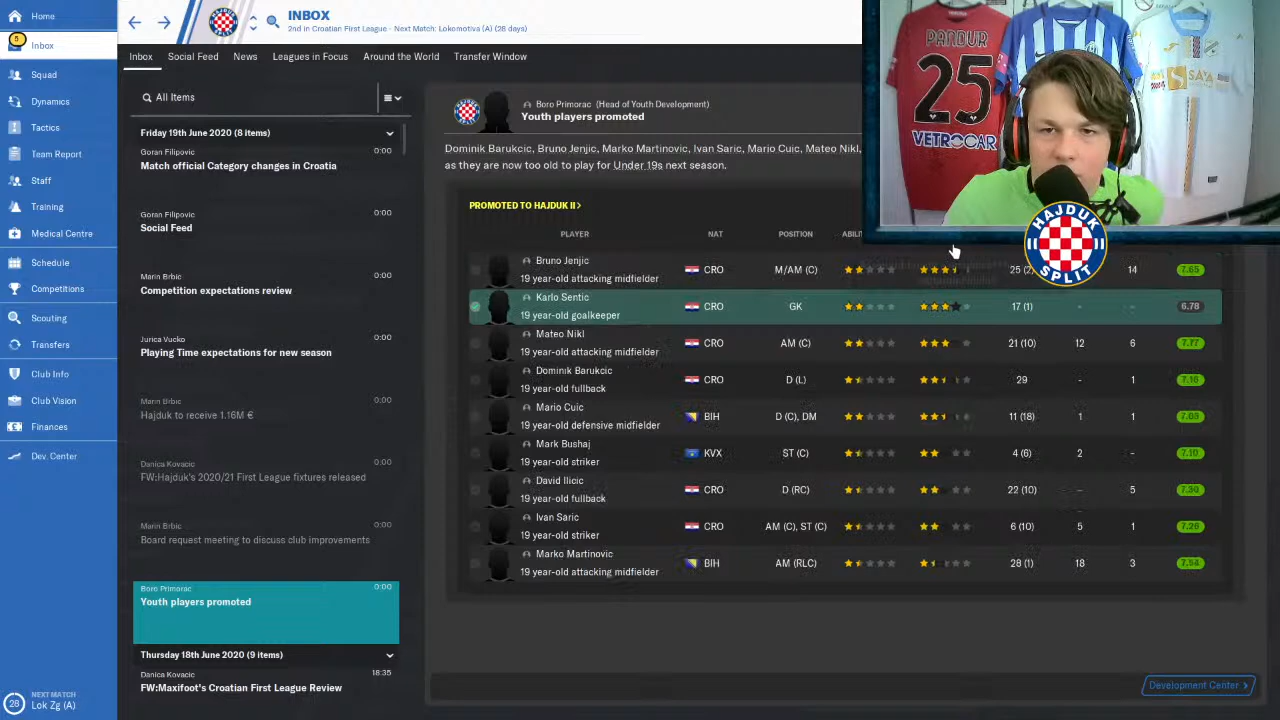 Home
5
Inbox
Squad
Dynamics
Tactics
Team Report
Staff
Training
Medical Centre
Schedule
Competitions
Scouting
Transfers
Club Info
Club Vision
Finances
Dev. Center
28
NEXT MATCH
Lok Zg (A)
INBOX
2nd in Croatian First League - Next Match: Lokomotiva (A) (28 days)
Inbox Social Feed News Leagues in Focus Around the World Transfer Window
All Items
Friday 19th June 2020 (8 items)
Goran Filipovic 0:00
Match official Category changes in Croatia
Goran Filipovic 0:00
Social Feed
Marin Brbic 0:00
Competition expectations review
Jurica Vucko 0:00
Playing Time expectations for new season
Marin Brbic 0:00
Hajduk to receive 1.16M €
Danica Kovacic 0:00
FW:Hajduk's 2020/21 First League fixtures released
Marin Brbic 0:00
Board request meeting to discuss club improvements
Boro Primorac 0:00
Youth players promoted
Thursday 18th June 2020 (9 items)
Danica Kovacic 18:35
FW:Maxifoot's Croatian First League Review
Boro Primorac (Head of Youth Development)
Youth players promoted
Dominik Barukcic, Bruno Jenjic, Marko Martinovic, Ivan Saric, Mario Cuic, Mateo Nikl,
as they are now too old to play for Under 19s next season.
PROMOTED TO HAJDUK II >
PLAYER NAT POSITION
Bruno Jenjic
19 year-old attacking midfielder CRO M/AM (C) 14 7.65
Karlo Sentic
19 year-old goalkeeper CRO GK 17 (1) - - 6.78
Mateo Nikl
19 year-old attacking midfielder CRO AM (C) 21 (10) 12 6 7.77
Dominik Barukcic
19 year-old fullback CRO D (L) 29 - 1 7.16
Mario Cuic
19 year-old defensive midfielder BIH D (C), DM 11 (18) 1 1
Mark Bushaj
19 year-old striker KVX ST (C) 4 (6) 2 - 7.10
David Ilicic
19 year-old fullback CRO D (RC) 22 (10) - 5
Ivan Saric
19 year-old striker CRO AM (C), ST (C) 6 (10) 5 1 7.26
Marko Martinovic
19 year-old attacking midfielder BIH AM (RLC) 28 (1) 18 3 7.54
Development Center >
PANDUR
25
VETROCAR
SAVA
HAJDUK
SPLIT